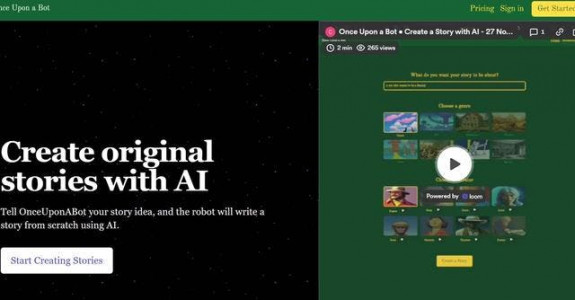 nce Upon a Bot
Pricing Sign in Get Started
Create original
stories with AI
Tell OnceUponABot your story idea, and the robot will write a
story from scratch using AI.
Start Creating Stories
Once Upon a Bot • Create a Story with AI - 27 No... 1
2 min 265 views
What do you want your story to be about?
Choose a genre
Powered by loom
Create a Story